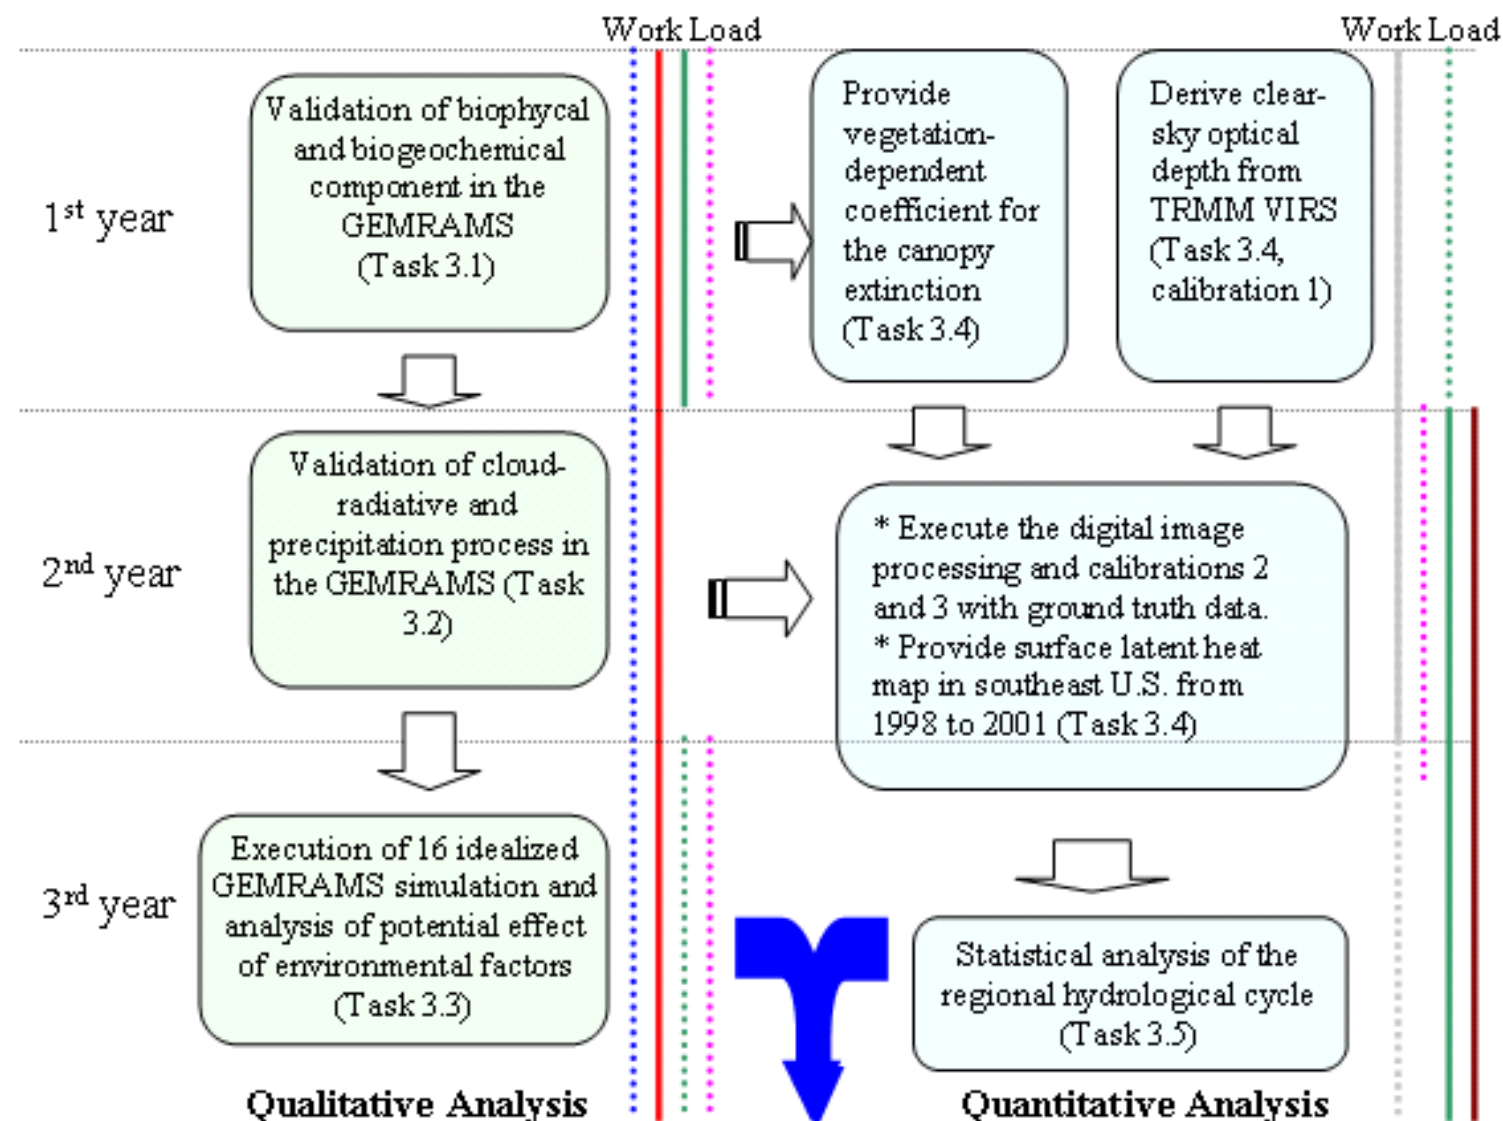 Work Load
Work Load
1st year
Validation of biophycal
and biogeochemical
component in the
GEMRAMS
(Task 3.1)
Provide
vegetation-
dependent
coefficient for
the canopy
extinction
(Task 3.4)
Derive clear-
sky optical
depth from
TRMM VIRS
(Task 3.4,
calibration 1)
2nd year
Validation of cloud-
radiative and
precipitation process in
the GEMRAMS (Task
3.2)
* Execute the digital image
processing and calibrations 2
and 3 with ground truth data.
* Provide surface latent heat
map in southeast U.S. from
1998 to 2001 (Task 3.4)
3rd year
Execution of 16 idealized
GEMRAMS simulation and
analysis of potential effect
of environmental factors
(Task 3.3)
Statistical analysis of the
regional hydrological cycle
(Task 3.5)
Qualitative Analysis
Quantitative Analysis